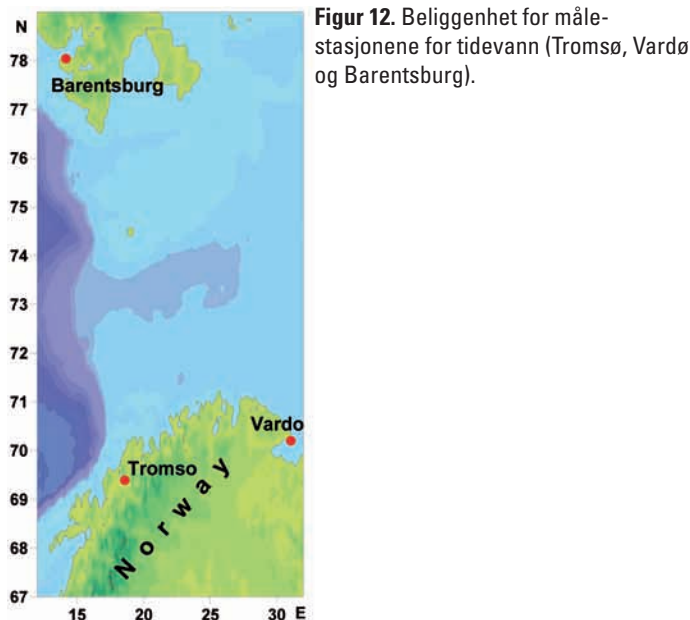 Figur 12. Beliggenhet for måle-
stasjonene for tidevann (Tromsø, Vardø
og Barentsburg).
N
78
Barentsburg
77
76
75
74
73
72
71
Vardo
70
Tromso
69
Norway
68
67
15 20 25 30 E